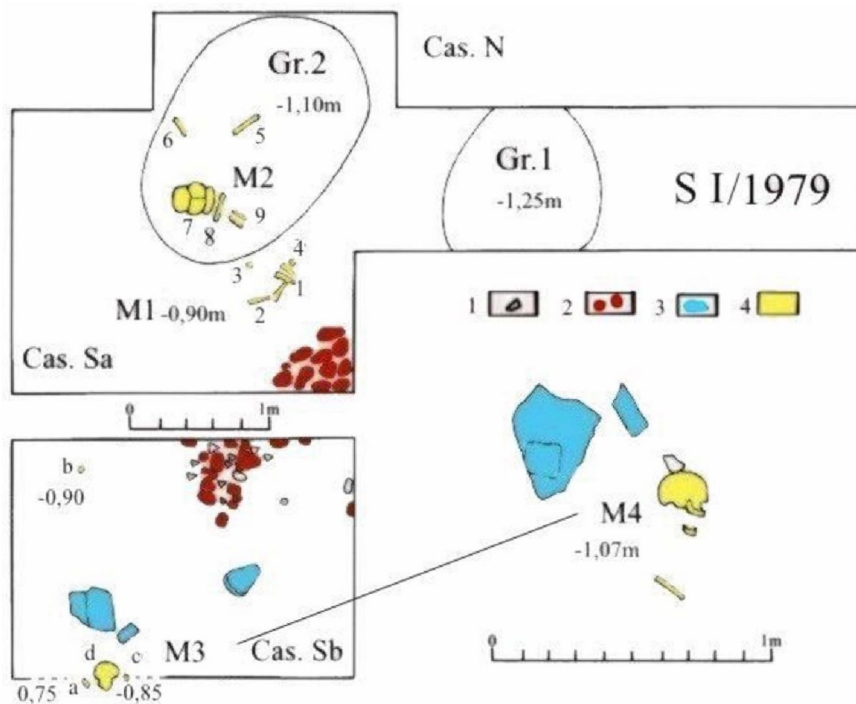 Cas. N
Gr.2
-1,10m
6
5
M2
7
8
9
Gr.1
-1,25m
S I/1979
3
4
1
2
M1 -0,90m
Cas. Sa
0
1m
1
2
3
4
b
-0,90
M4
-1,07m
d
c
M3
Cas. Sb
0,75
a
-0,85
0
1m